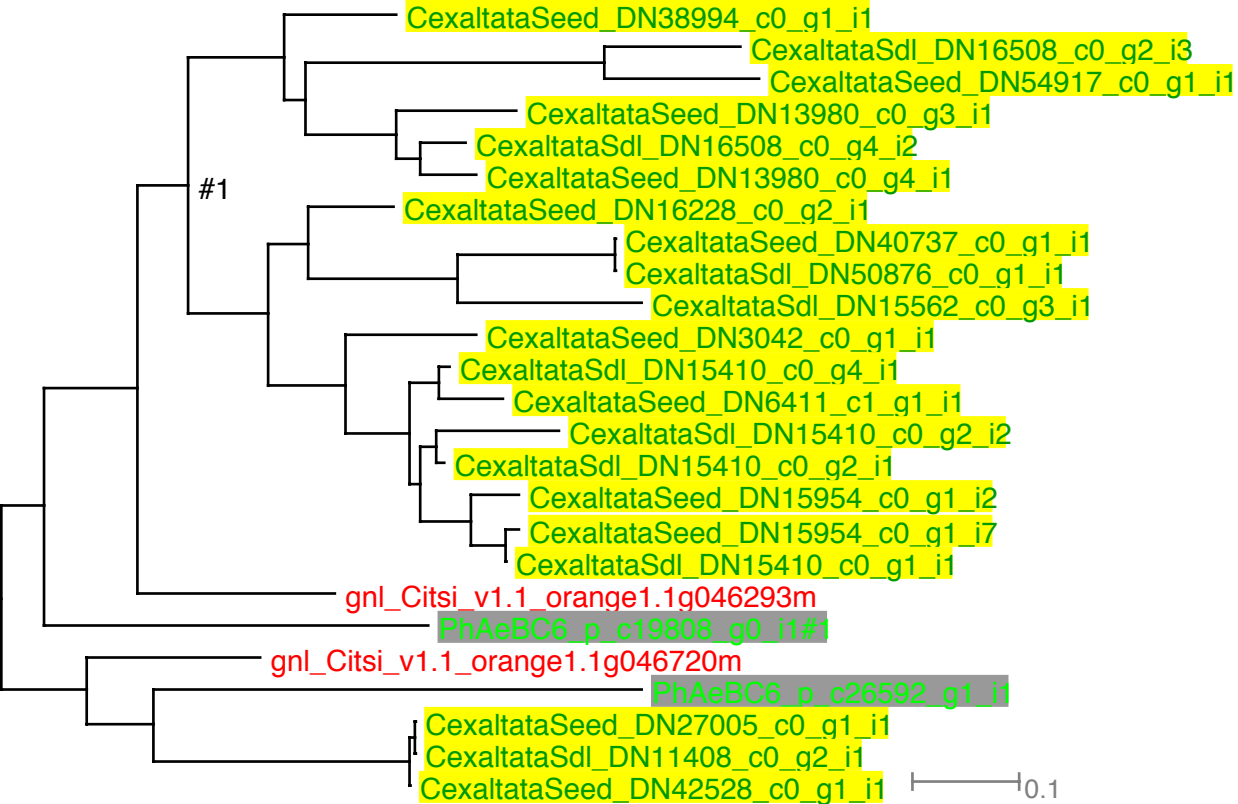 CexaltataSeed_DN38994_c0_g1_i1
CexaltataSdl_DN16508_c0_g2_i3
CexaltataSeed_DN54917_c0_g1_i1
CexaltataSeed_DN13980_c0_g3_i1
CexaltataSdl_DN16508_c0_g4_i2
CexaltataSeed_DN13980_c0_g4_i1
#1
CexaltataSeed_DN16228_c0_g2_i1
CexaltataSeed_DN40737_c0_g1_i1
CexaltataSdl_DN50876_c0_g1_i1
CexaltataSdl_DN15562_c0_g3_i1
CexaltataSeed_DN3042_c0_g1_i1
CexaltataSdl_DN15410_c0_g4_i1
CexaltataSeed_DN6411_c1_g1_i1
CexaltataSdl_DN15410_c0_g2_i2
CexaltataSdl_DN15410_c0_g2_i1
CexaltataSeed_DN15954_c0_g1_i2
CexaltataSeed_DN15954_c0_g1_i7
CexaltataSdl_DN15410_c0_g1_i1
gnl_Citsi_v1.1_orange1.1g046293m
PhAeBC6_p_c19808_g0_i1#1
gnl_Citsi_v1.1_orange1.1g046720m
PhAeBC6_p_c26592_g1_i1
CexaltataSeed_DN27005_c0_g1_i1
CexaltataSdl_DN11408_c0_g2_i1
CexaltataSeed_DN42528_c0_g1_i1
0.1